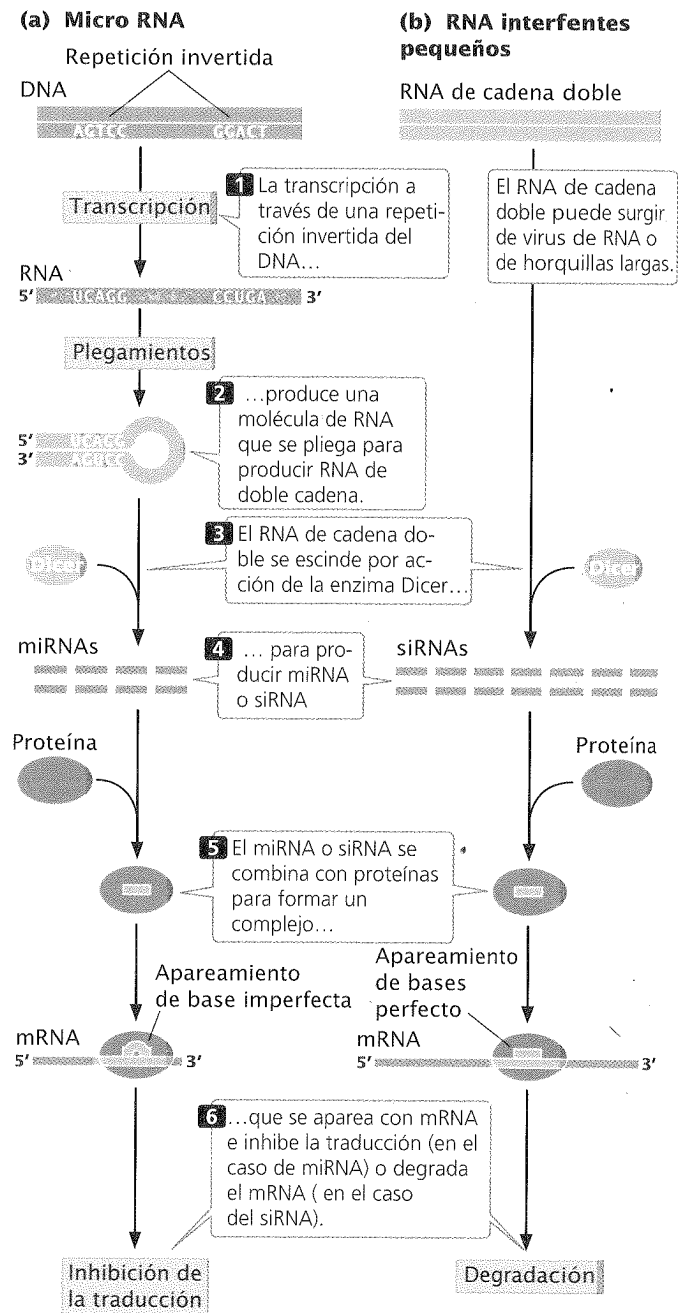 (a) Micro RNA
Repetición invertida
DNA
AGTCC GGACT
1 La transcripción a
través de una repeti-
ción invertida del
DNA...
Transcripción
RNA
5' UCAGG CCUGA 3'
Plegamientos
2 ...produce una
molécula de RNA
que se pliega para
producir RNA de
doble cadena.
5' UCAGG
3' AGUCC
3 El RNA de cadena do-
ble se escinde por ac-
ción de la enzima Dicer...
Dicer
miRNAs
4 ... para pro-
ducir miRNA
o siRNA
Proteína
5 El miRNA o siRNA se
combina con proteínas
para formar un
complejo...
Apareamiento
de base imperfecta
mRNA
5' 3'
6 ...que se aparea con mRNA
e inhibe la traducción (en el
caso de miRNA) o degrada
el mRNA ( en el caso
del siRNA).
Inhibición de
la traducción
(b) RNA interfentes
pequeños
RNA de cadena doble
El RNA de cadena
doble puede surgir
de virus de RNA o
de horquillas largas.
Dicer
siRNAs
Proteína
Apareamiento
de bases
perfecto
mRNA
5' 3'
Degradación